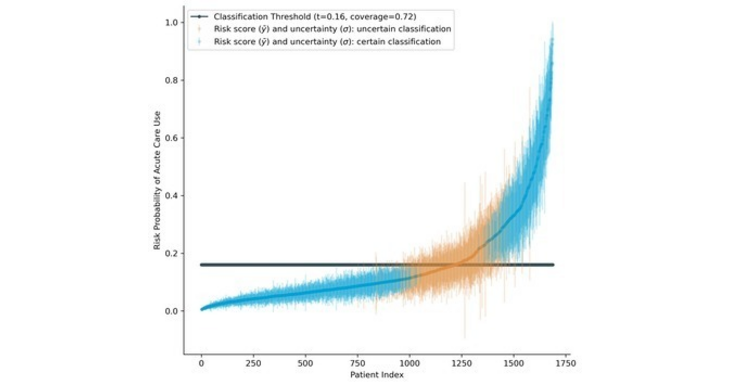 Classification Threshold (t=0.16, coverage=0.72)
Risk score (ȳ) and uncertainty (σ): uncertain classification
Risk score (ȳ) and uncertainty (σ): certain classification
1.0
0.8
0.6
0.4
0.2
0.0
Risk Probability of Acute Care Use
0 250 500 750 1000 1250 1500 1750
Patient Index